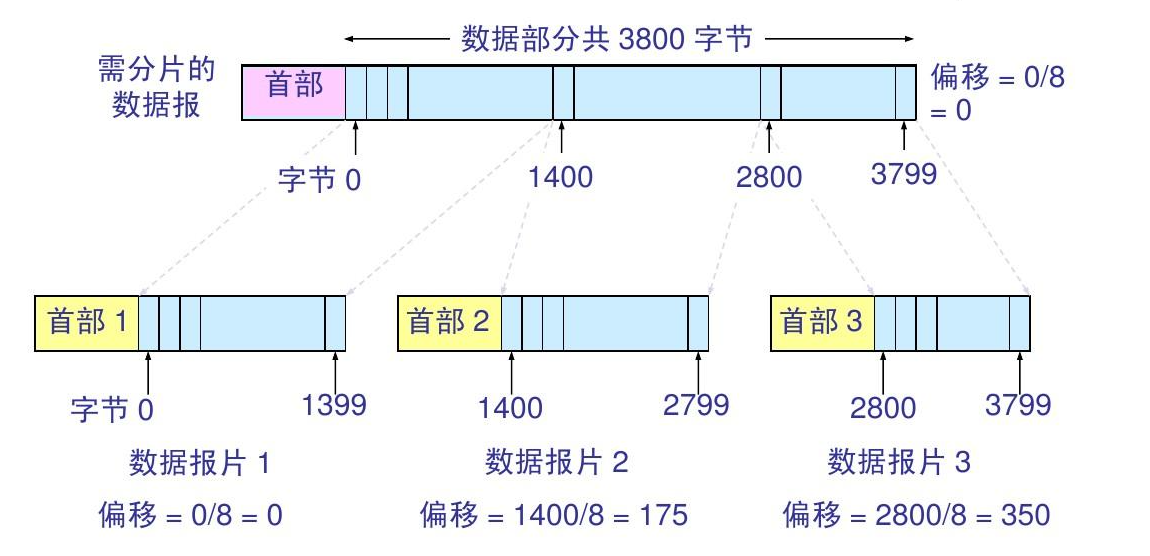 数据部分共 3800 字节
需分片的
数据报
首部
偏移 = 0/8
= 0
字节 0
1400
2800
3799
首部 1
首部 2
首部 3
字节 0
1399
1400
2799
2800
3799
数据报片 1
数据报片 2
数据报片 3
偏移 = 0/8 = 0
偏移 = 1400/8 = 175
偏移 = 2800/8 = 350